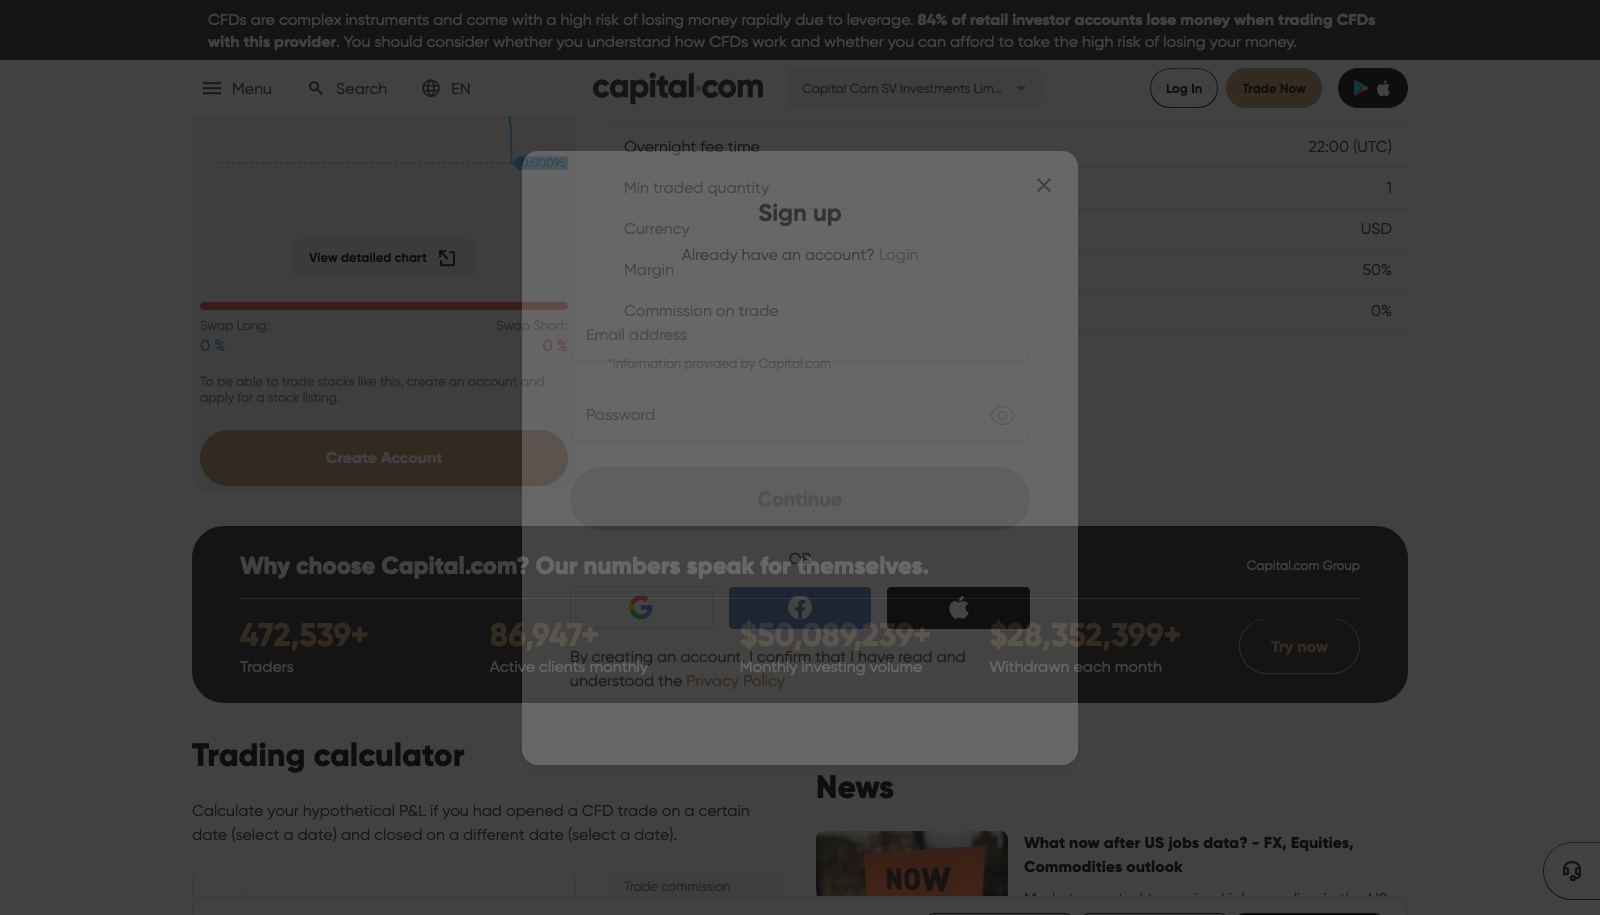 CFDs are complex instruments and come with a high risk of losing money rapidly due to leverage. 84% of retail investor accounts lose money when trading CFDs
with this provider. You should consider whether you understand how CFDs work and whether you can afford to take the high risk of losing your money.
Menu
Search
EN
capital.com
Capital Com SV Investments Lim...
Log In
Trade Now
0.00095
View detailed chart
Swap Long:
Swap Short:
0 %
0 %
To be able to trade stocks like this, create an account and
apply for a stock listing.
Create Account
Overnight fee time
22:00 (UTC)
Min traded quantity
1
Currency
USD
Margin
50%
Commission on trade
0%
*Information provided by Capital.com
Sign up
Already have an account? Login
Email address
Password
Continue
OR
By creating an account, I confirm that I have read and
understood the Privacy Policy
Why choose Capital.com? Our numbers speak for themselves.
Capital.com Group
472,539+
Traders
86,947+
Active clients monthly
$50,089,239+
Monthly investing volume
$28,352,399+
Withdrawn each month
Try now
Trading calculator
Calculate your hypothetical P&L if you had opened a CFD trade on a certain
date (select a date) and closed on a different date (select a date).
Trade commission
News
NOW
What now after US jobs data? - FX, Equities,
Commodities outlook